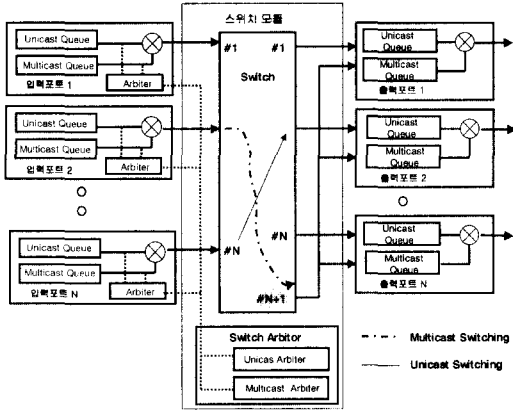 스위치 모듈
Unicast Queue
Multicast Queue
Arbiter
입력포트 1
Unicast Queue
Multicast Queue
Arbiter
입력포트 2
Unicast Queue
Multicast Queue
Arbiter
입력포트 N
#1 #1
Switch
#N #N
#N+1
Switch Arbitor
Unicas Arbiter
Multicast Arbiter
Unicast Queue
Multicast Queue
출력포트 1
Unicast Queue
Multicast Queue
출력포트 2
Unicast Queue
Multicast Queue
출력포트 N
Multicast Switching
Unicast Switching